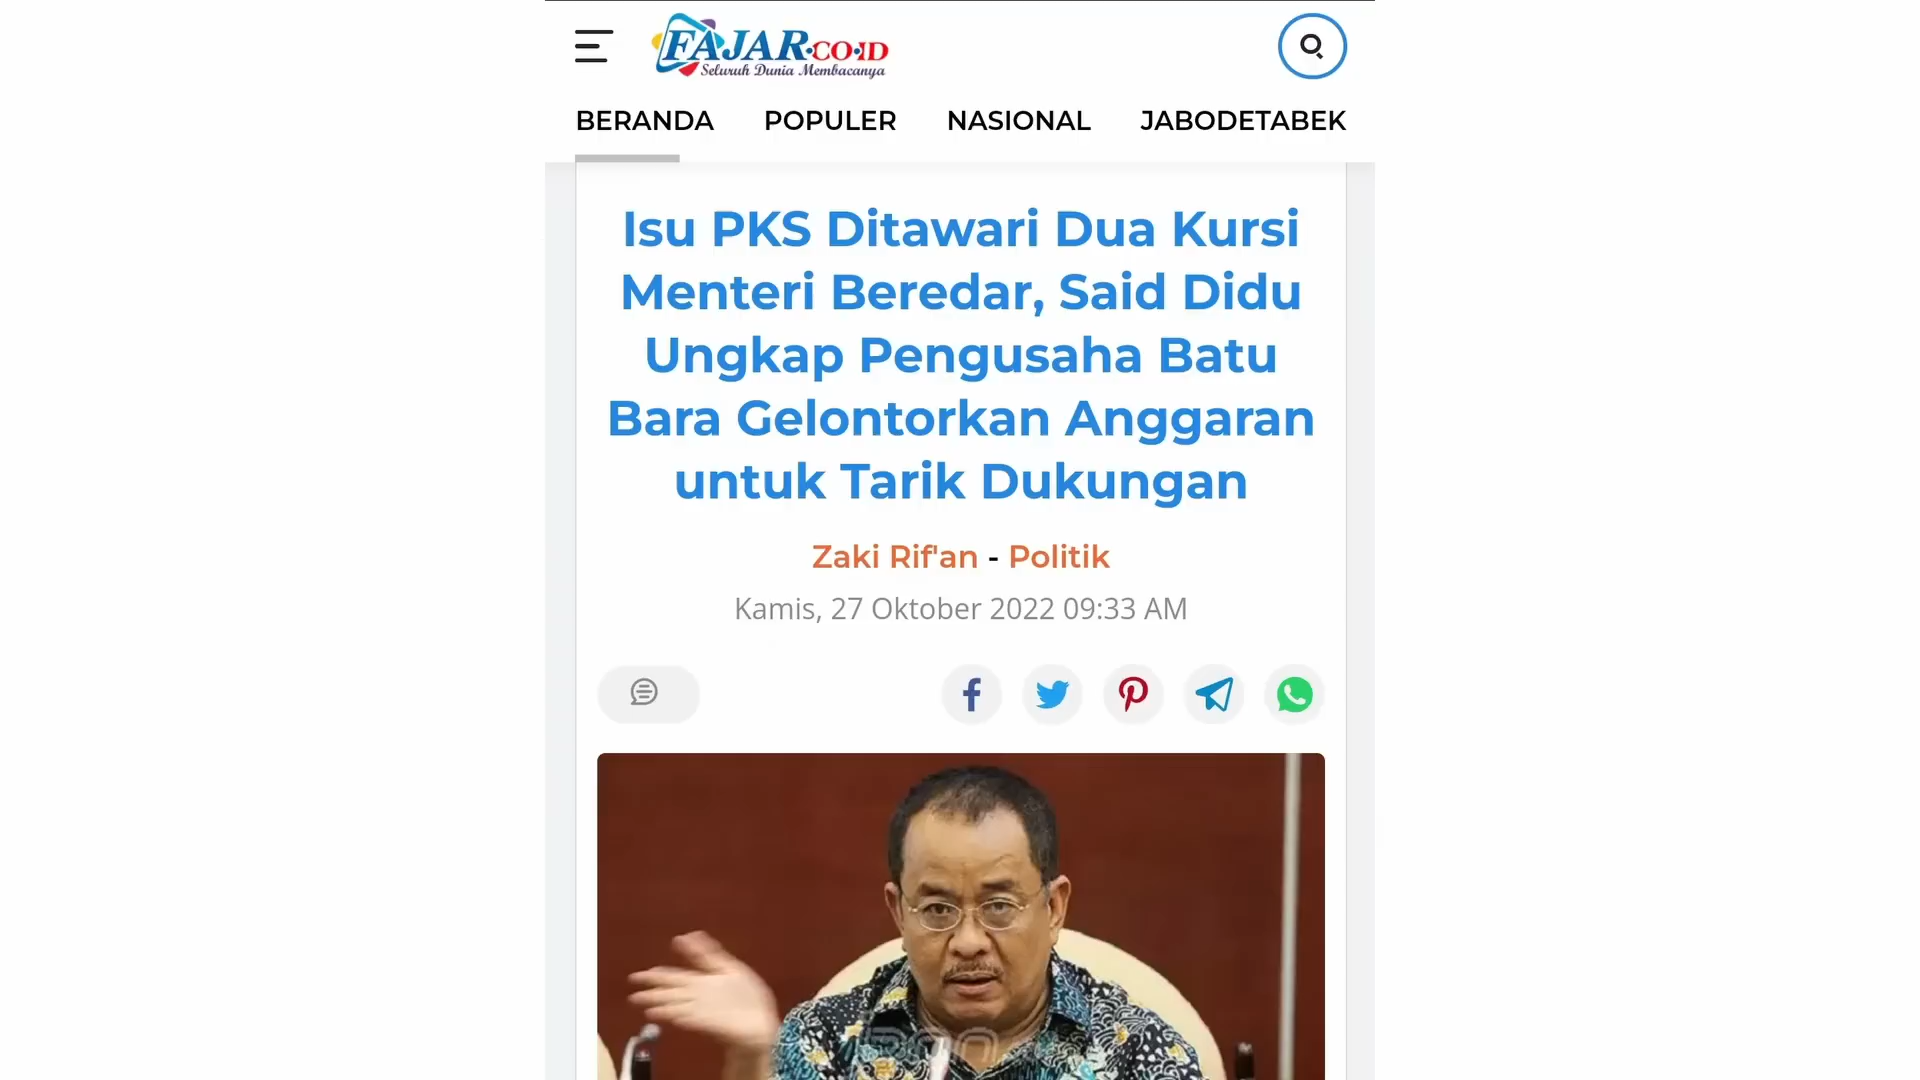 FAJAR.CO.ID
Seluruh Dunia Membacanya
BERANDA POPULER NASIONAL JABODETABEK
Isu PKS Ditawari Dua Kursi
Menteri Beredar, Said Didu
Ungkap Pengusaha Batu
Bara Gelontorkan Anggaran
untuk Tarik Dukungan
Zaki Rif'an - Politik
Kamis, 27 Oktober 2022 09:33 AM